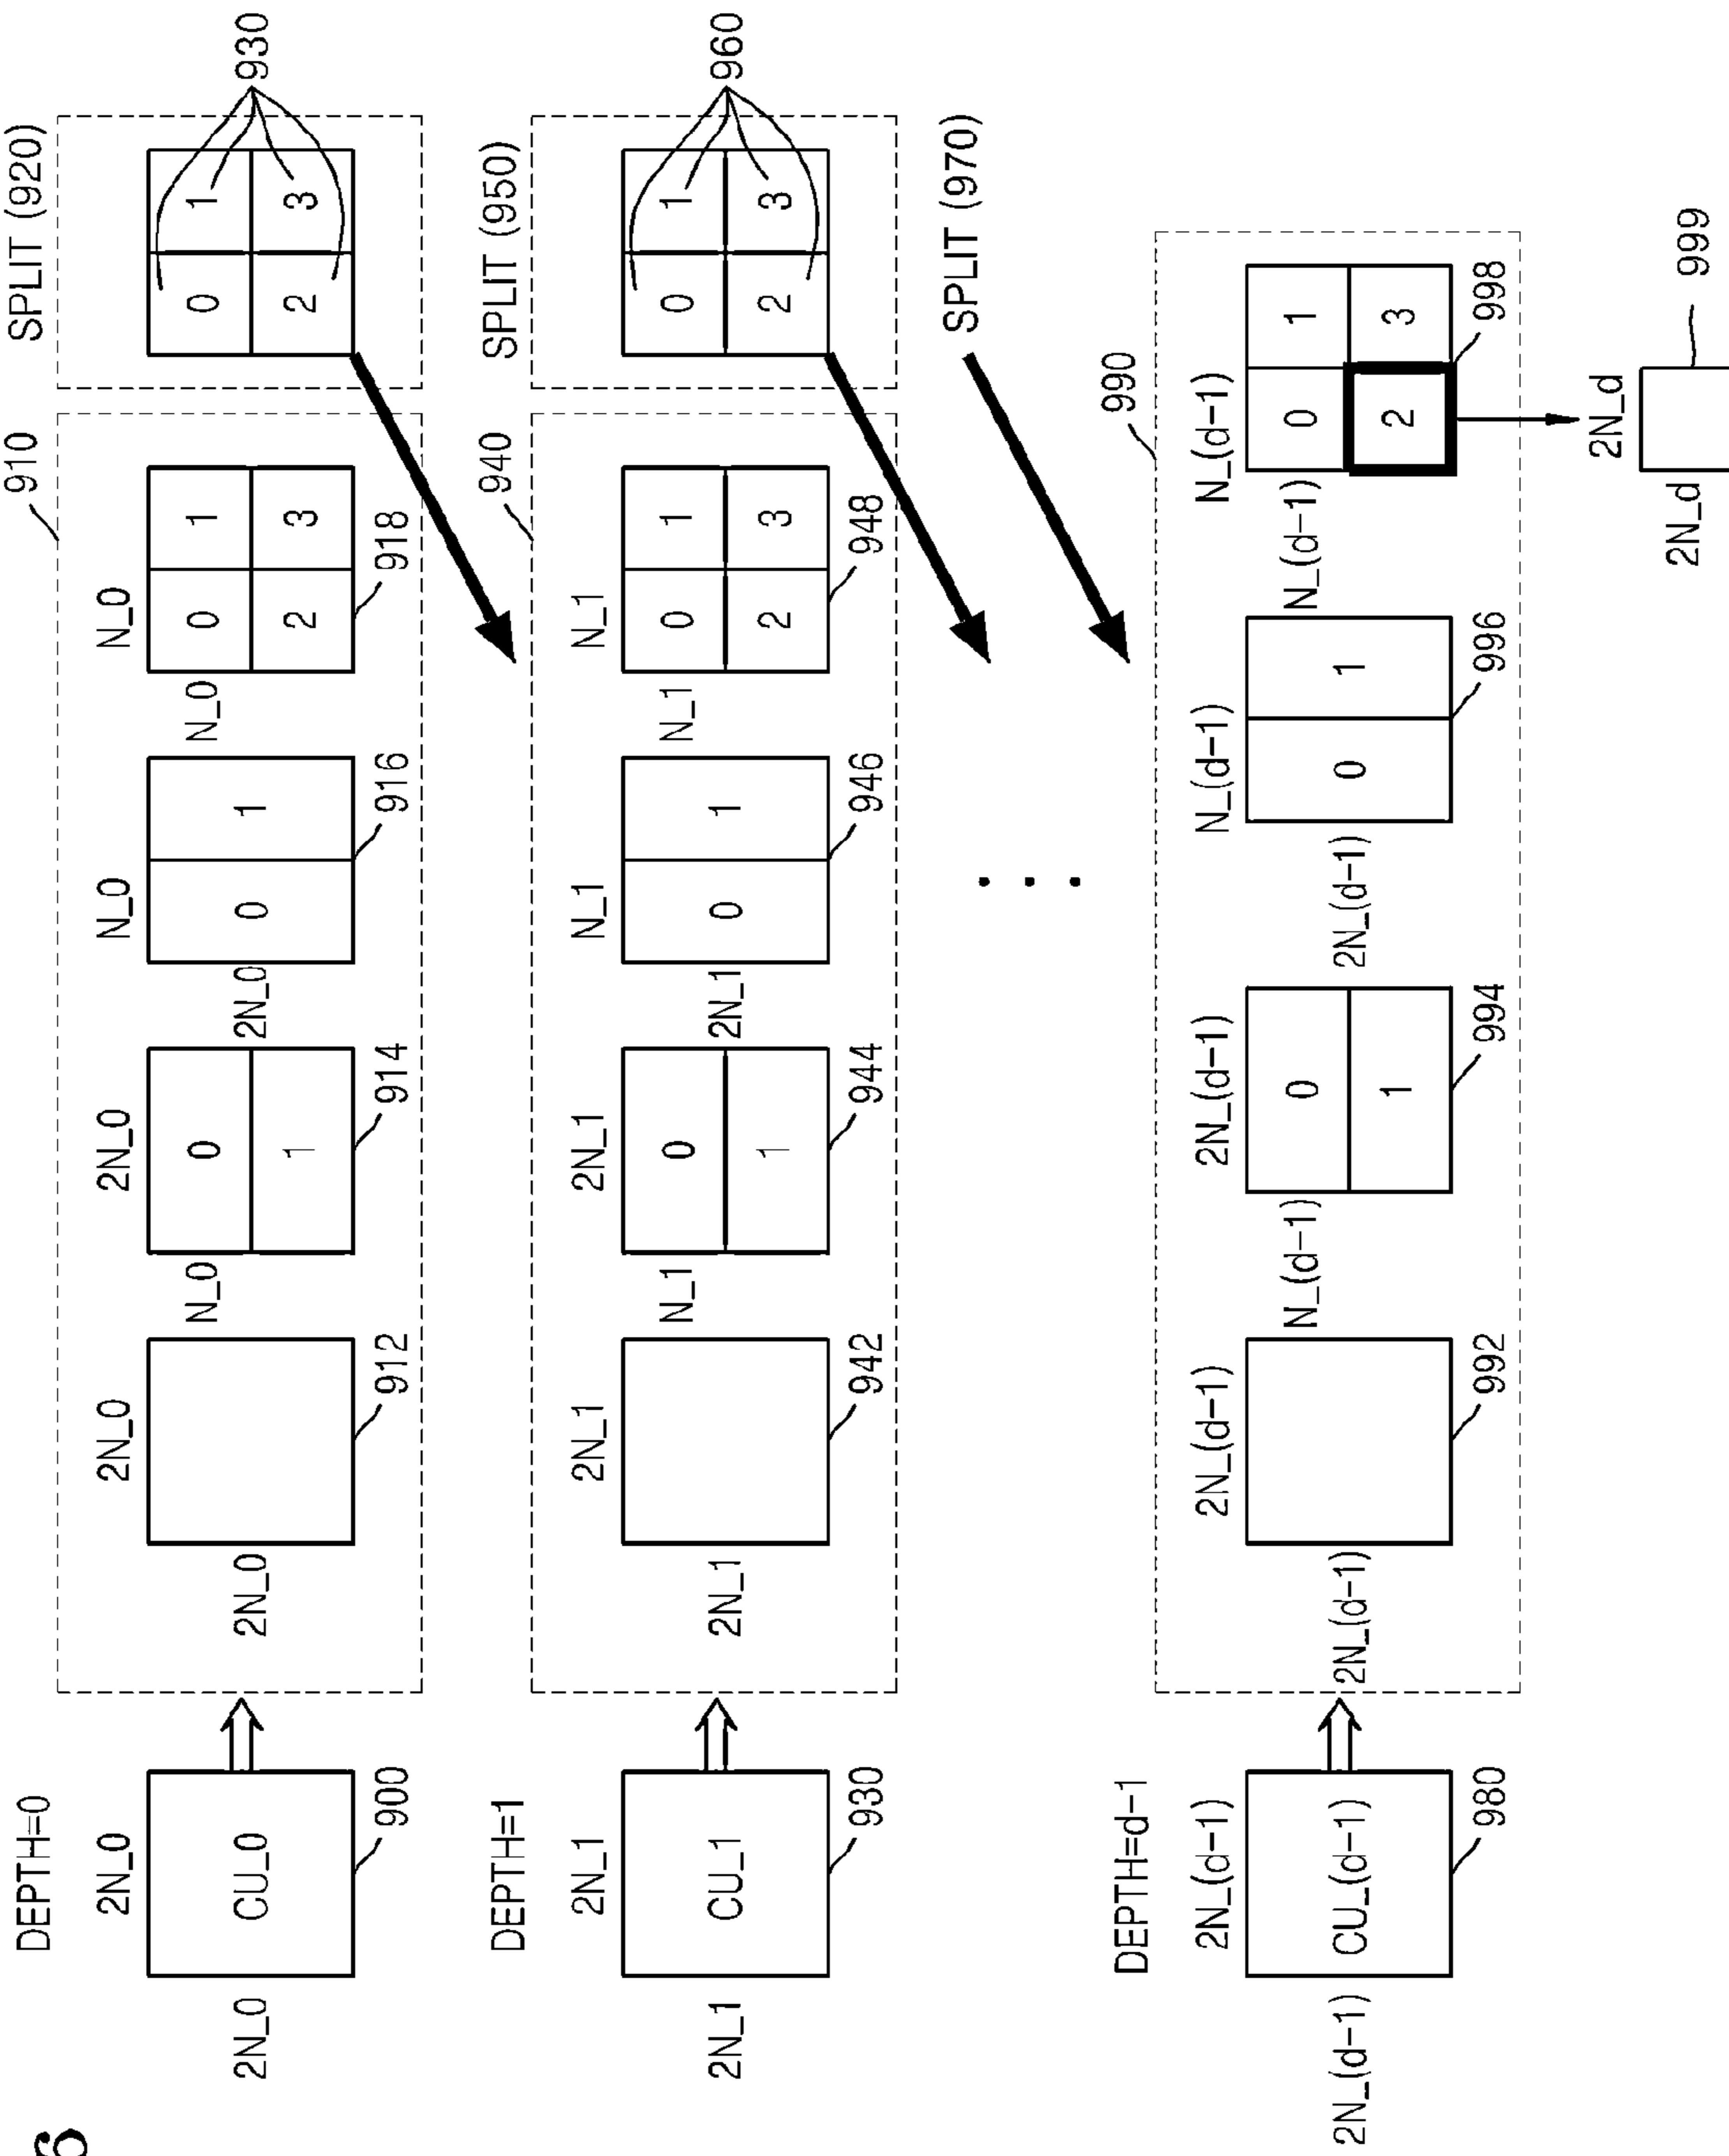 6
DEPTH=0
2N_0
2N_0
CU_0
900
910
2N_0
2N_0
912
2N_0
N_0
0
1
914
N_0
2N_0
0 1
916
N_0
N_0
0 1
2 3
918
SPLIT (920)
0 1
2 3
930
DEPTH=1
2N_1
2N_1
CU_1
930
940
2N_1
2N_1
942
2N_1
N_1
0
1
944
N_1
2N_1
0 1
946
N_1
N_1
0 1
2 3
948
SPLIT (950)
0 1
2 3
960
SPLIT (970)
DEPTH=d-1
2N_(d-1)
2N_(d-1)
CU_(d-1)
980
990
2N_(d-1)
2N_(d-1)
992
2N_(d-1)
N_(d-1)
0
1
994
N_(d-1)
2N_(d-1)
0 1
996
N_(d-1)
N_(d-1)
0 1
2 3
998
2N_d
2N_d
999